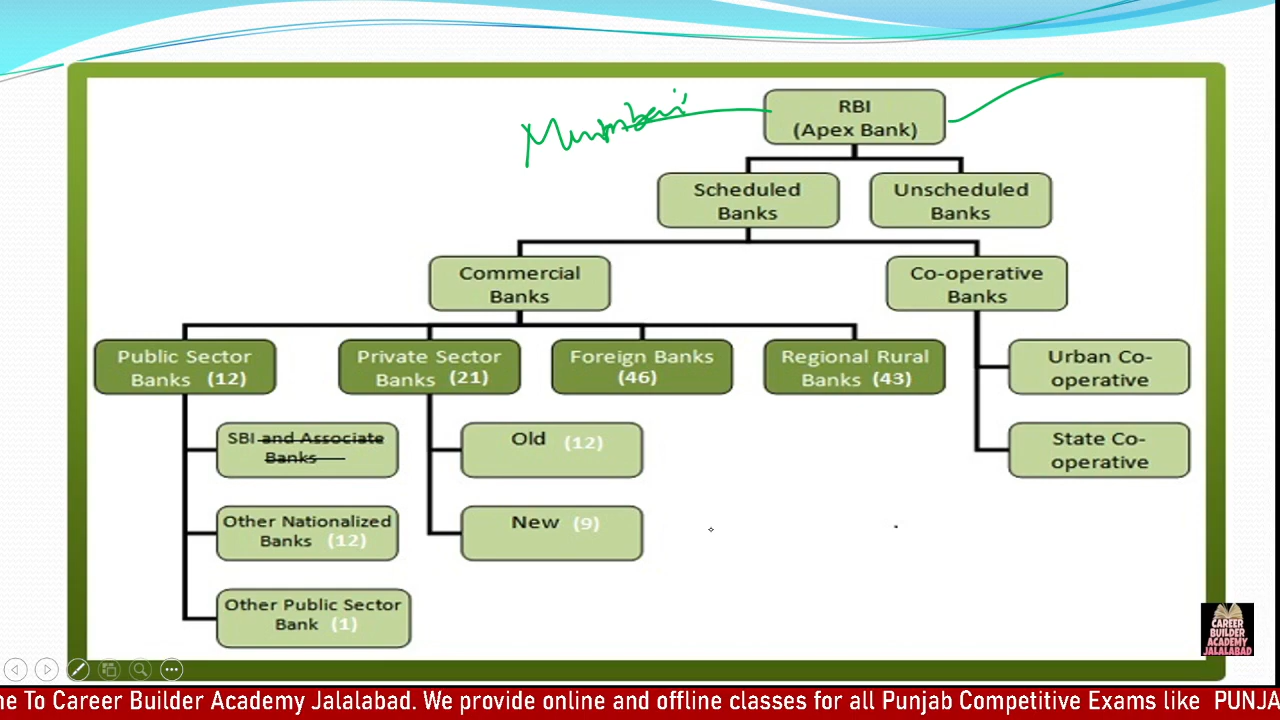 RBI
(Apex Bank)
Mumbai
Scheduled
Banks
Unscheduled
Banks
Commercial
Banks
Co-operative
Banks
Public Sector
Banks (12)
Private Sector
Banks (21)
Foreign Banks
(46)
Regional Rural
Banks (43)
Urban Co-
operative
SBI and Associate
Banks
Old (12)
State Co-
operative
Other Nationalized
Banks (12)
New (9)
Other Public Sector
Bank (1)
CAREER
BUILDER
ACADEMY
JALALABAD
ne To Career Builder Academy Jalalabad. We provide online and offline classes for all Punjab Competitive Exams like PUNJA